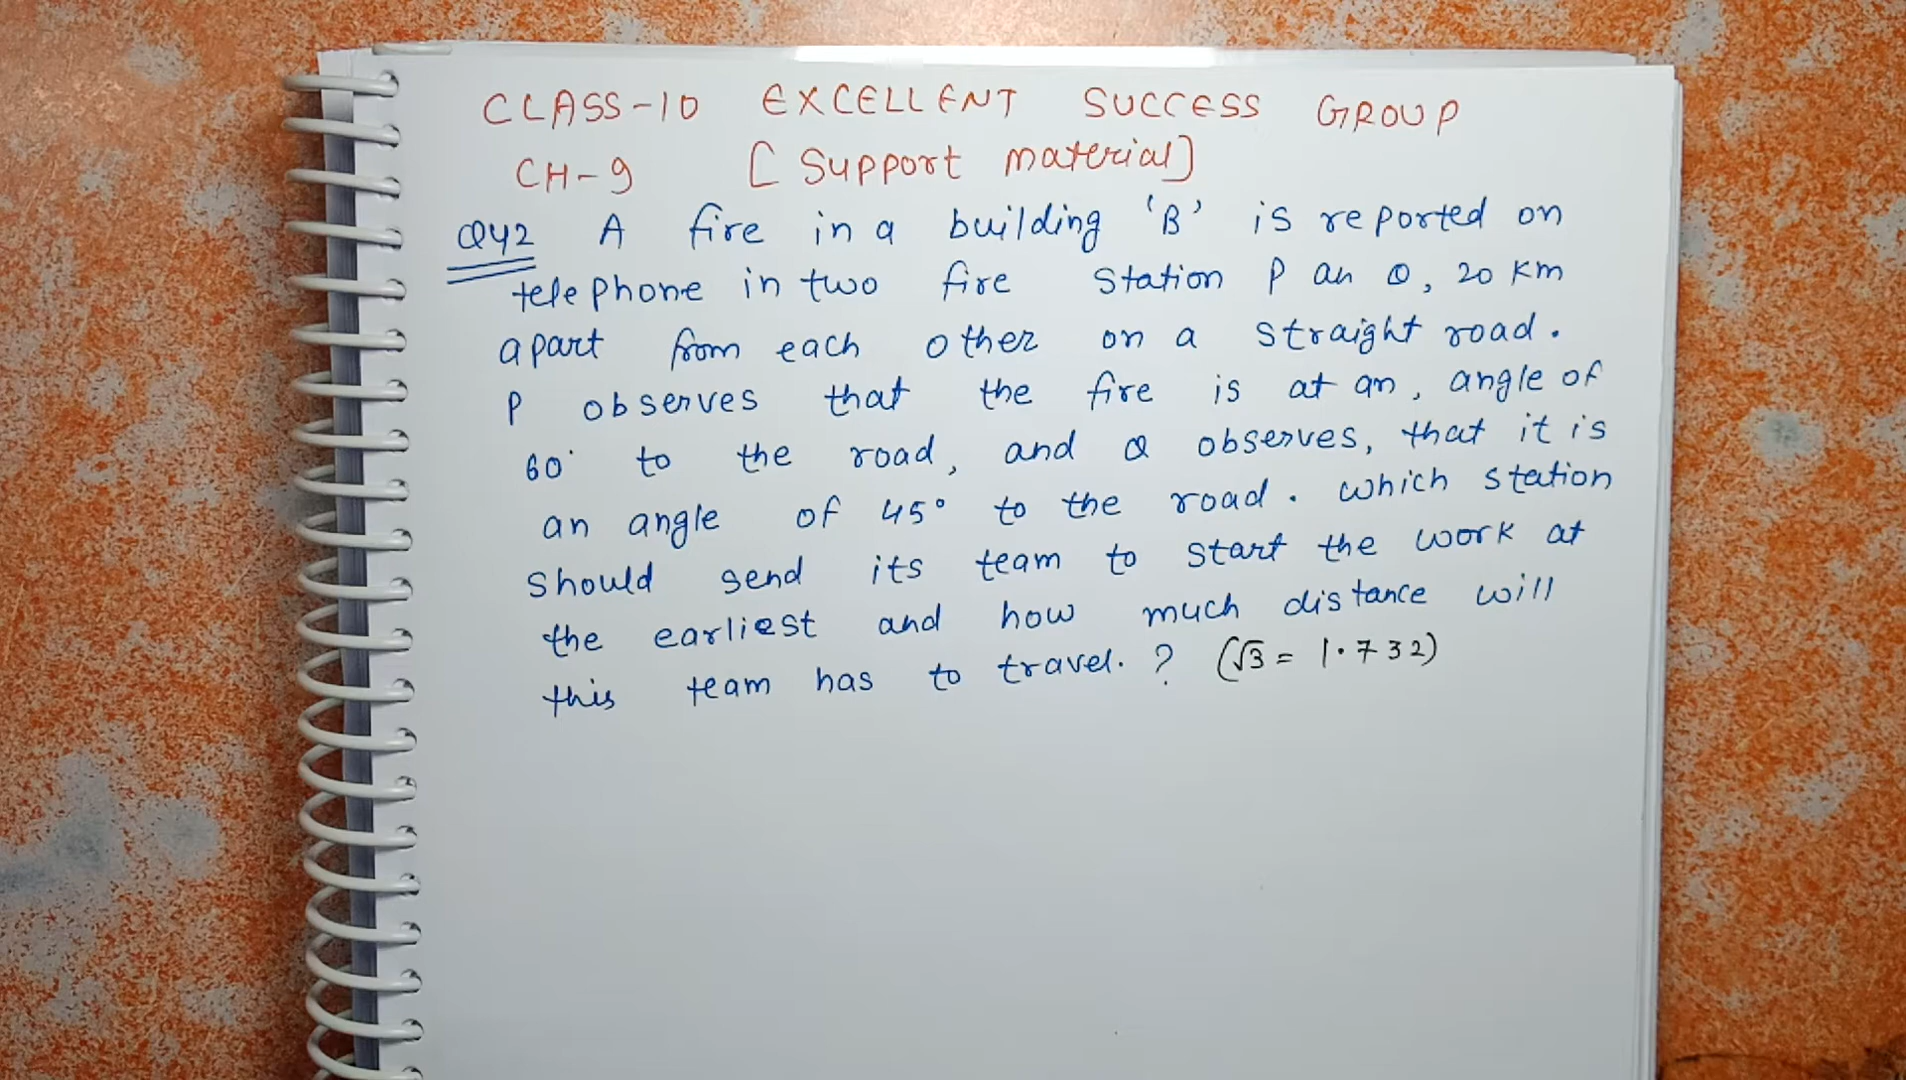 CLASS-10 EXCELLENT SUCCESS GROUP
CH-9 [Support material]
Q42 A fire in a building 'B' is reported on
telephone in two fire station P an Q, 20 Km
apart from each other on a straight road.
P observes that the fire is at an, angle of
60° to the road, and Q observes, that it is
an angle of 45° to the road. which station
should send its team to start the work at
the earliest and how much distance will
this team has to travel. ? (√3 = 1.732)